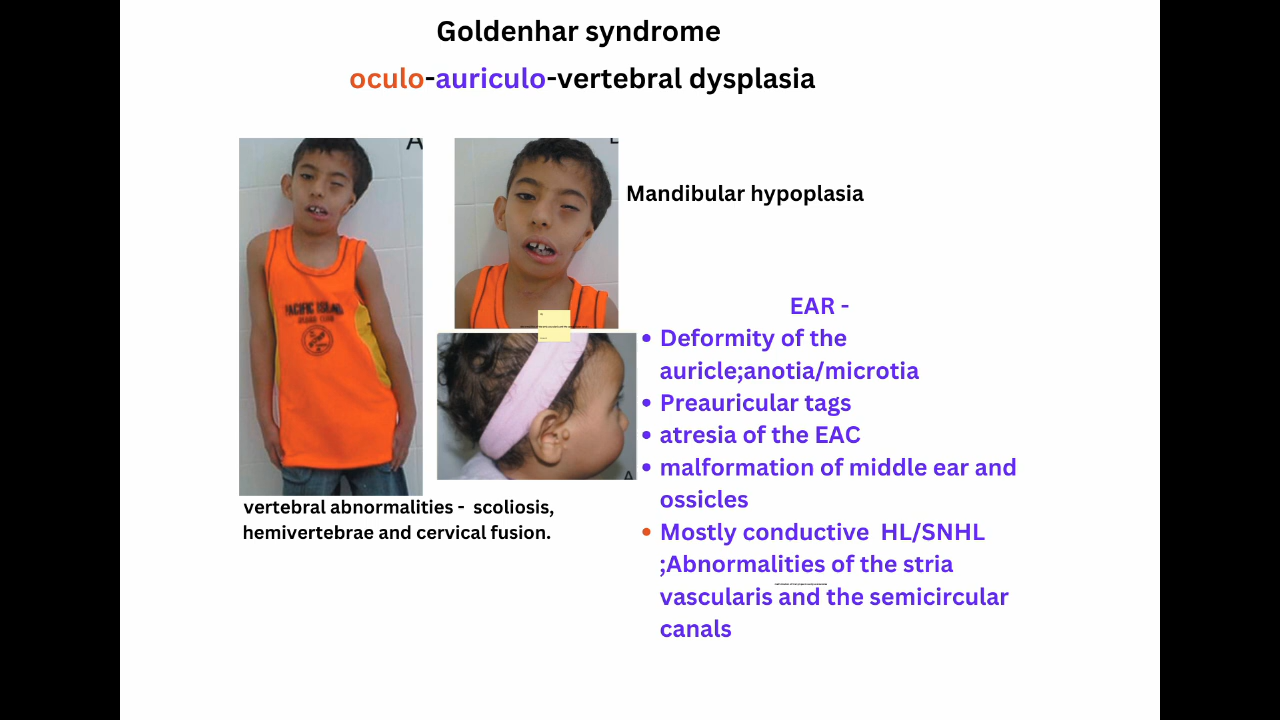 Goldenhar syndrome
oculo-auriculo-vertebral dysplasia
A
PACIFIC ISLAND
Mandibular hypoplasia
EAR -
Deformity of the
auricle;anotia/microtia
Preauricular tags
atresia of the EAC
malformation of middle ear and
ossicles
Mostly conductive HL/SNHL
;Abnormalities of the stria
vascularis and the semicircular
canals
A
vertebral abnormalities - scoliosis,
hemivertebrae and cervical fusion.